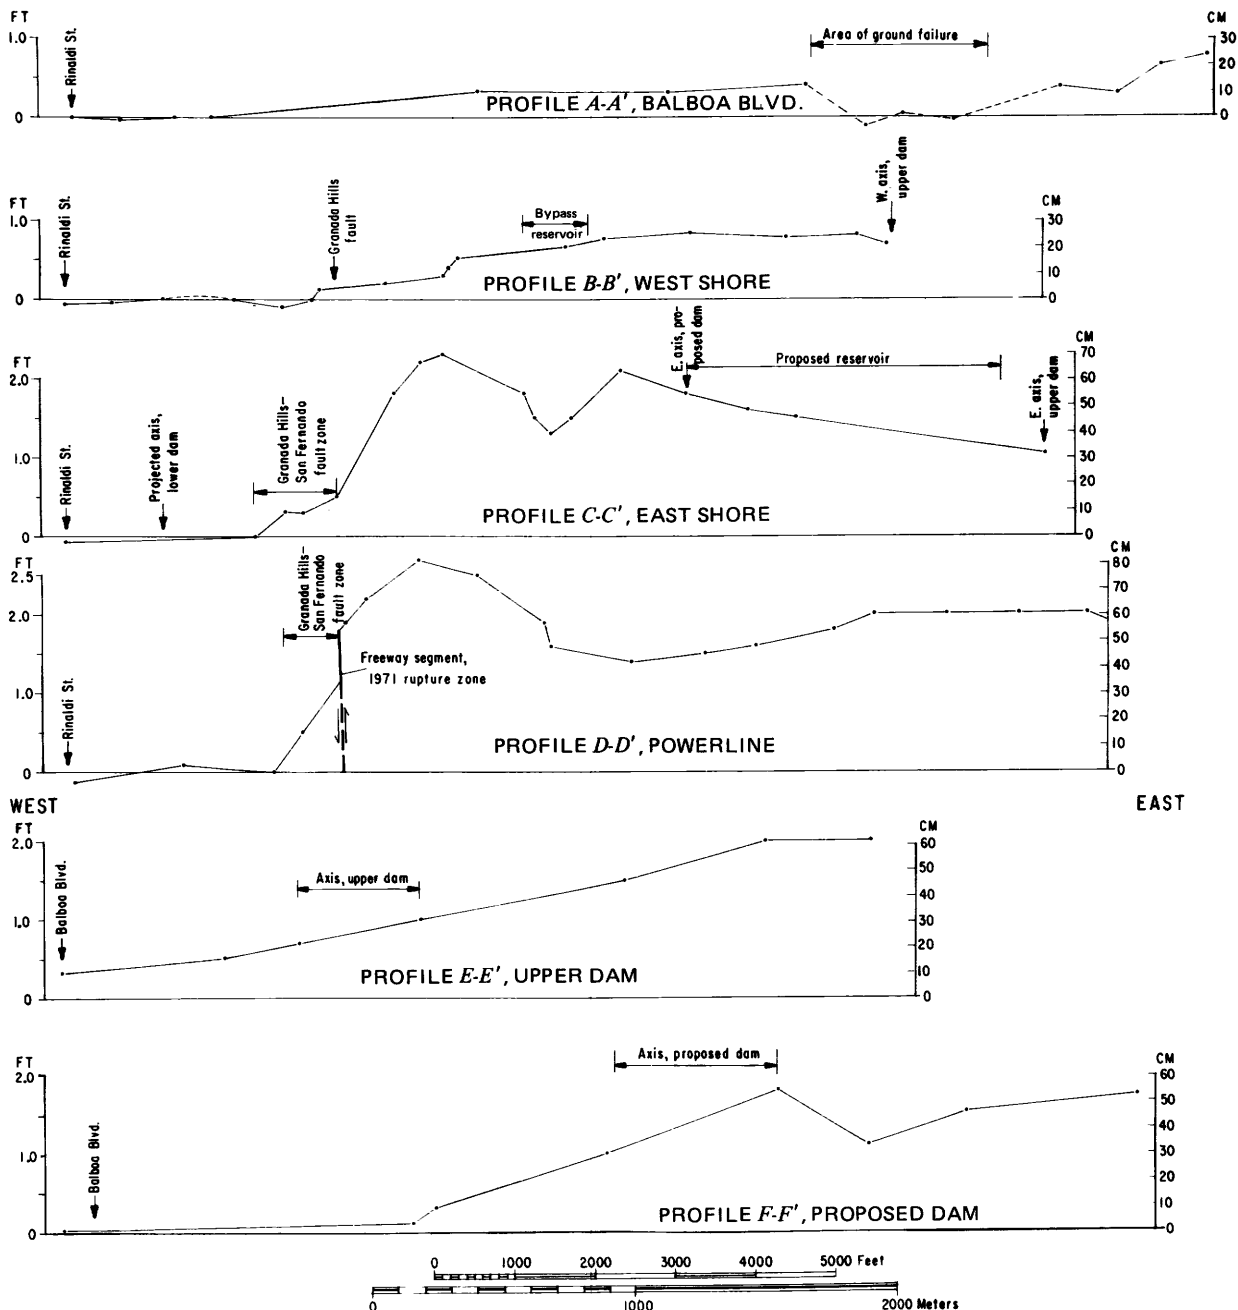 FT
CM
1.0
0
30
20
10
0
Rinaldi St.
Area of ground failure
PROFILE A-A', BALBOA BLVD.
FT
CM
1.0
0
30
20
10
0
Rinaldi St.
Granada Hills
fault
Bypass
reservoir
W. axis,
upper dam
PROFILE B-B', WEST SHORE
FT
CM
2.0
1.0
0
70
60
50
40
30
20
10
0
Rinaldi St.
Projected axis,
lower dam
Granada Hills–
San Fernando
fault zone
E. axis, pro-
posed dam
Proposed reservoir
E. axis,
upper dam
PROFILE C-C', EAST SHORE
FT
CM
2.5
2.0
1.0
0
80
70
60
50
40
30
20
10
0
Rinaldi St.
Granada Hills–
San Fernando
fault zone
Freeway segment,
1971 rupture zone
PROFILE D-D', POWERLINE
WEST
EAST
FT
CM
2.0
1.0
0
60
50
40
30
20
10
0
Balboa Blvd.
Axis, upper dam
PROFILE E-E', UPPER DAM
FT
CM
2.0
1.0
0
60
50
40
30
20
10
0
Balboa Blvd.
Axis, proposed dam
PROFILE F-F', PROPOSED DAM
0 1000 2000 3000 4000 5000 Feet
0 1000 2000 Meters